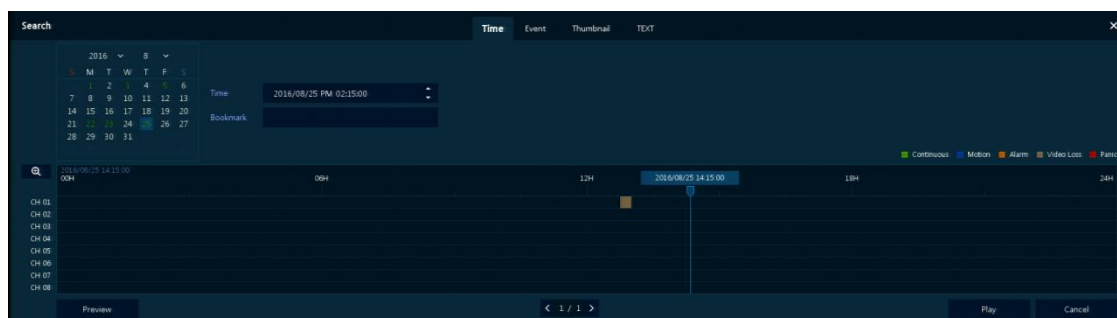 Search
Time Event Thumbnail TEXT
2016 8
S M T W T F S
1 2 3 4 5 6
7 8 9 10 11 12 13
14 15 16 17 18 19 20
21 22 23 24 25 26 27
28 29 30 31
Time 2016/08/25 PM 02:15:00
Bookmark
Continuous Motion Alarm Video Loss Panic
2016/08/25 14:15:00
00H 06H 12H 2016/08/25 14:15:00 18H 24H
CH 01
CH 02
CH 03
CH 04
CH 05
CH 06
CH 07
CH 08
Preview < 1 / 1 > Play Cancel